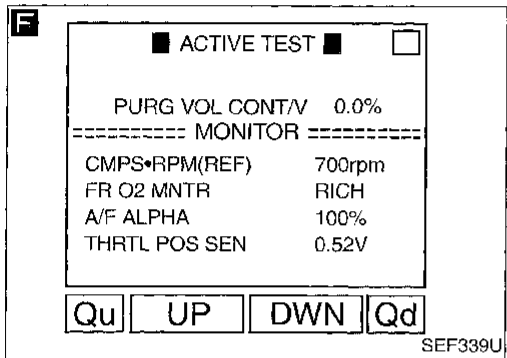 F
■ ACTIVE TEST ■
PURG VOL CONT/V 0.0%
========= MONITOR =========
CMPS•RPM(REF) 700rpm
FR O2 MNTR RICH
A/F ALPHA 100%
THRTL POS SEN 0.52V
Qu UP DWN Qd
SEF339U